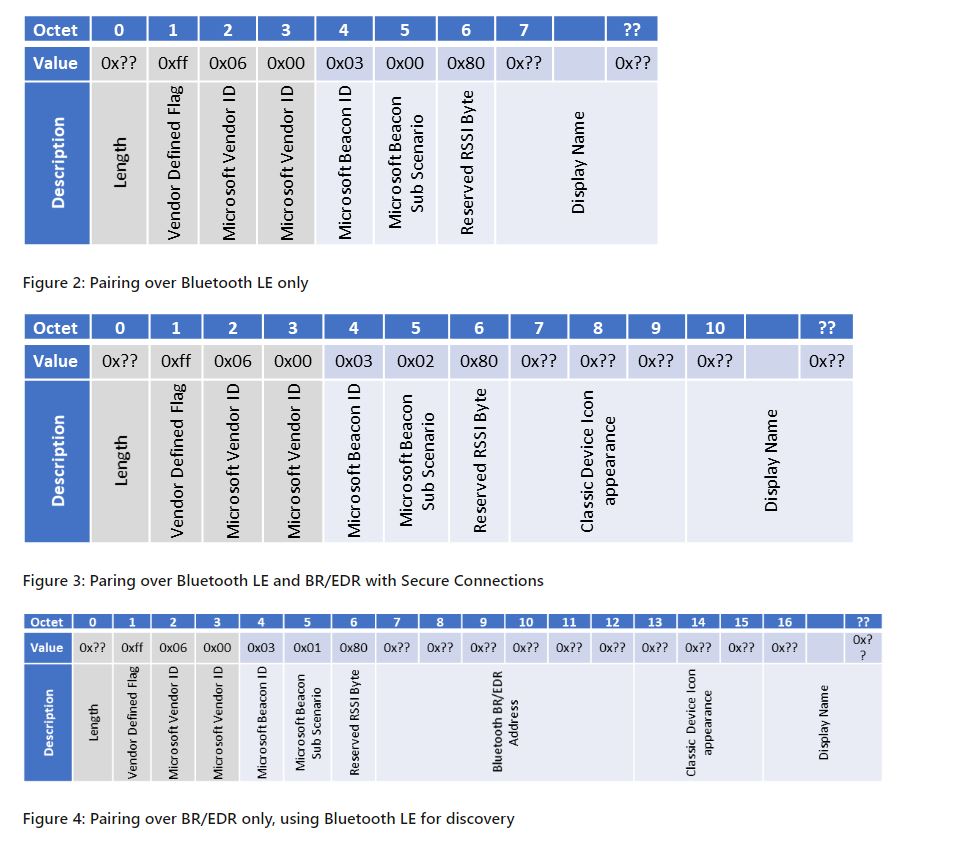 Octet 0 1 2 3 4 5 6 7 ??
Value 0x?? 0xff 0x06 0x00 0x03 0x00 0x80 0x?? 0x??
Description
Length
Vendor Defined Flag
Microsoft Vendor ID
Microsoft Vendor ID
Microsoft Beacon ID
Microsoft Beacon
Sub Scenario
Reserved RSSI Byte
Display Name
Figure 2: Pairing over Bluetooth LE only
Octet 0 1 2 3 4 5 6 7 8 9 10 ??
Value 0x?? 0xff 0x06 0x00 0x03 0x02 0x80 0x?? 0x?? 0x?? 0x?? 0x??
Description
Length
Vendor Defined Flag
Microsoft Vendor ID
Microsoft Vendor ID
Microsoft Beacon ID
Microsoft Beacon
Sub Scenario
Reserved RSSI Byte
Classic Device Icon
appearance
Display Name
Figure 3: Paring over Bluetooth LE and BR/EDR with Secure Connections
Octet 0 1 2 3 4 5 6 7 8 9 10 11 12 13 14 15 16 ??
Value 0x?? 0xff 0x06 0x00 0x03 0x01 0x80 0x?? 0x?? 0x?? 0x?? 0x?? 0x?? 0x?? 0x?? 0x?? 0x?? 0x?
?
Description
Length
Vendor Defined Flag
Microsoft Vendor ID
Microsoft Vendor ID
Microsoft Beacon ID
Microsoft Beacon
Sub Scenario
Reserved RSSI Byte
Bluetooth BR/EDR
Address
Classic Device Icon
appearance
Display Name
Figure 4: Pairing over BR/EDR only, using Bluetooth LE for discovery